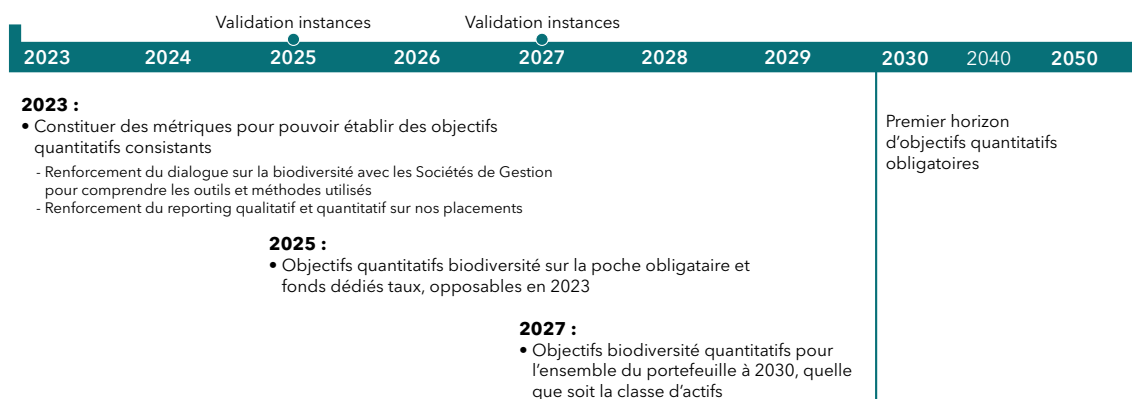 Validation instances Validation instances
2023 2024 2025 2026 2027 2028 2029 2030 2040 2050
2023 :
• Constituer des métriques pour pouvoir établir des objectifs
quantitatifs consistants
- Renforcement du dialogue sur la biodiversité avec les Sociétés de Gestion
pour comprendre les outils et méthodes utilisés
- Renforcement du reporting qualitatif et quantitatif sur nos placements
Premier horizon
d'objectifs quantitatifs
obligatoires
2025 :
• Objectifs quantitatifs biodiversité sur la poche obligataire et
fonds dédiés taux, opposables en 2023
2027 :
• Objectifs biodiversité quantitatifs pour
l'ensemble du portefeuille à 2030, quelle
que soit la classe d'actifs